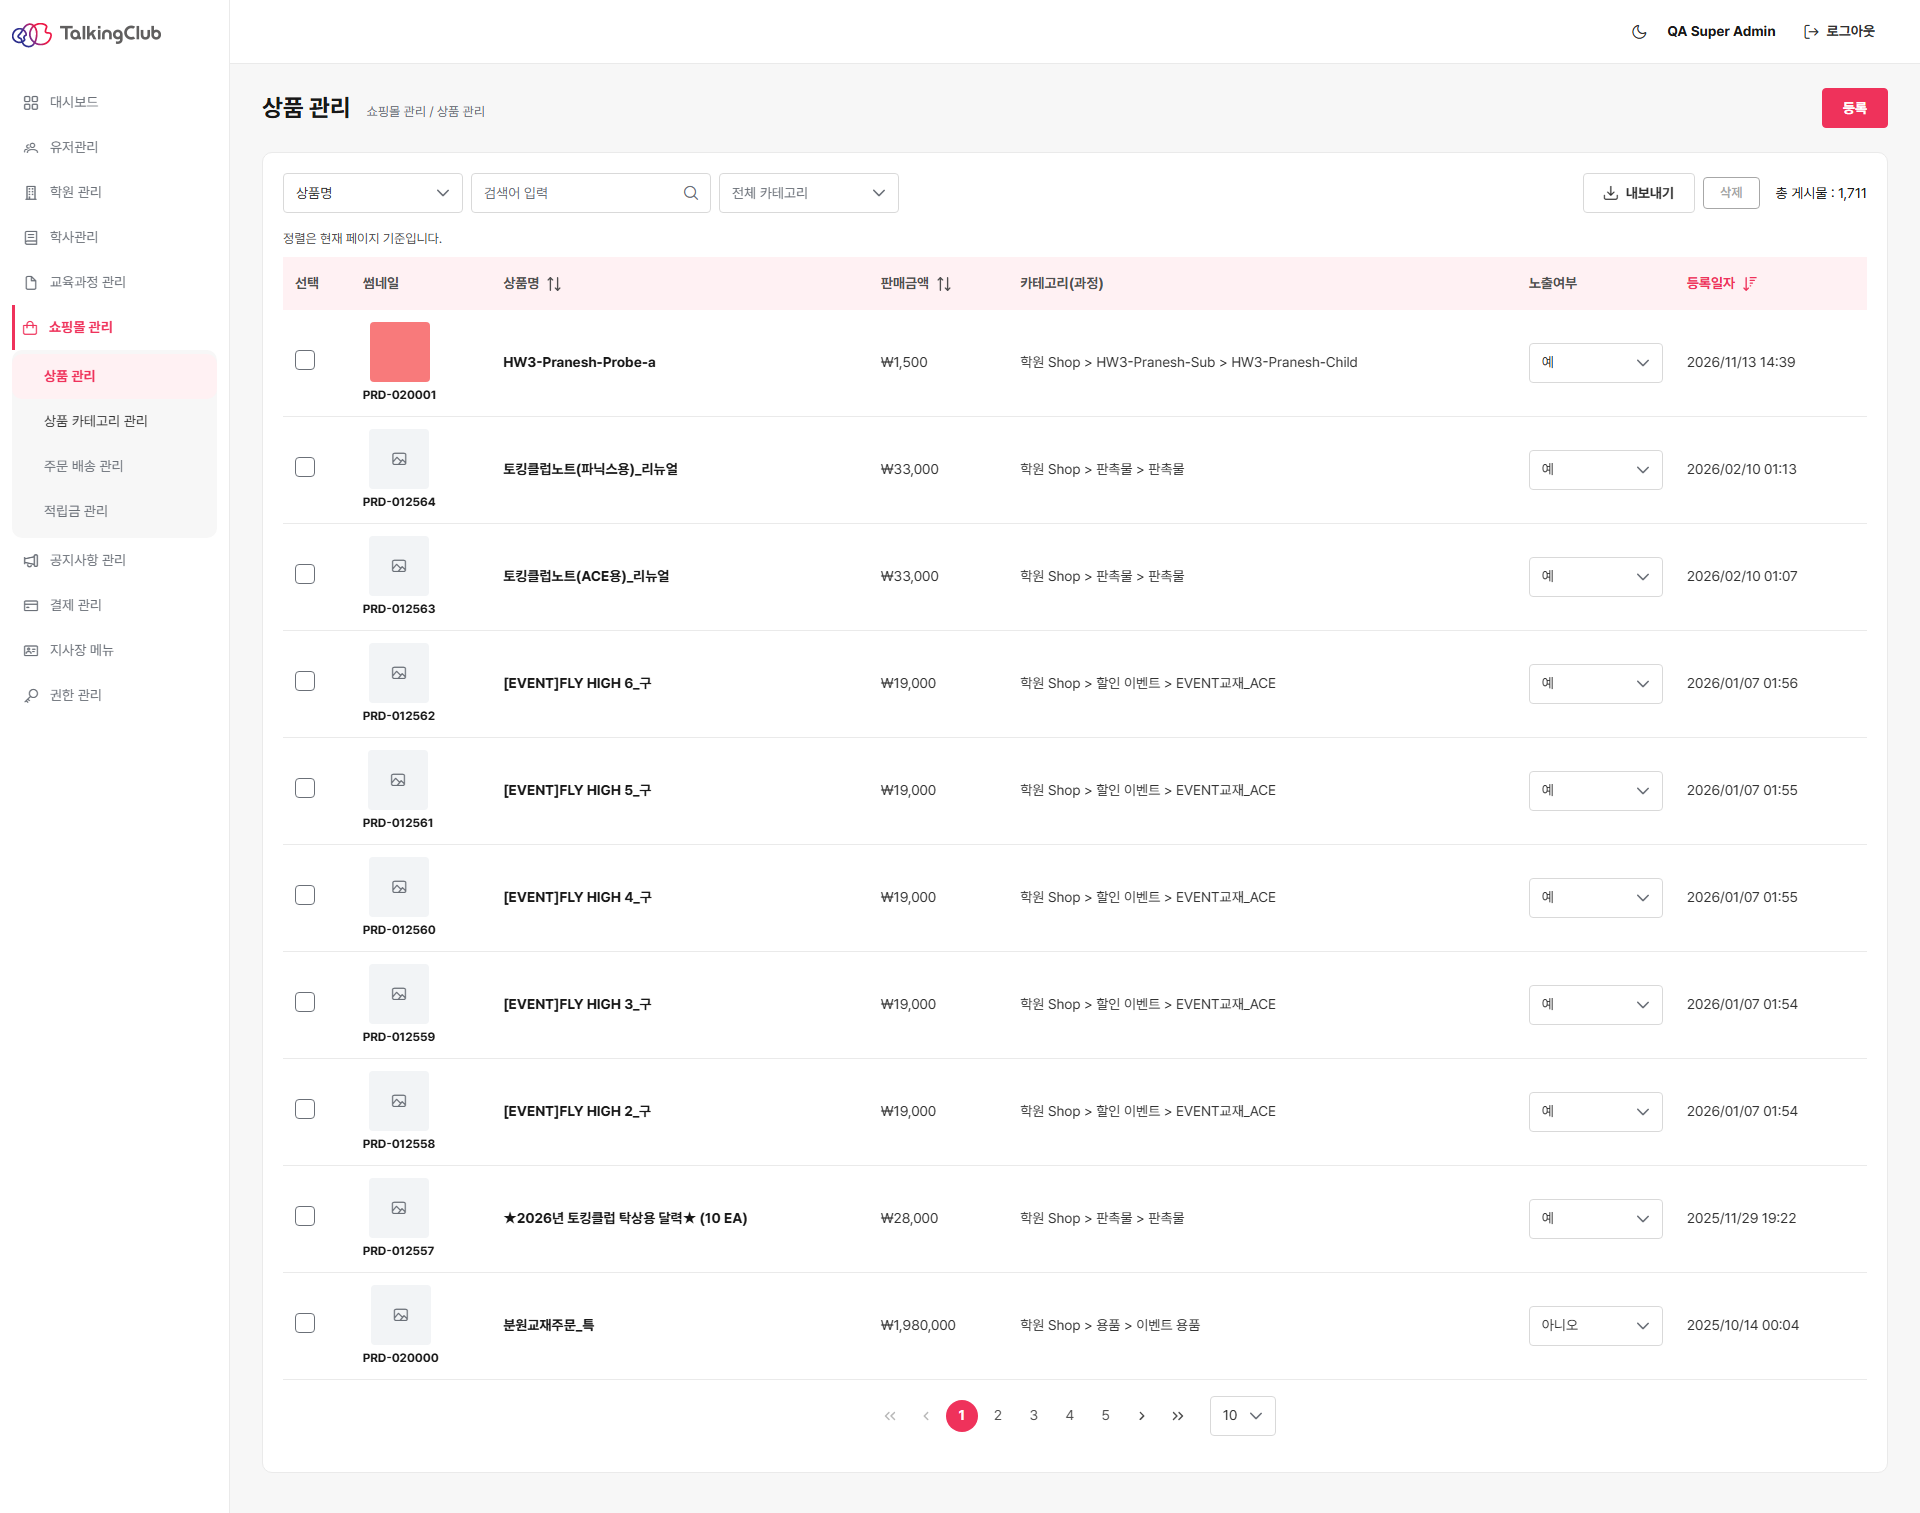 TalkingClub
QA Super Admin
로그아웃
대시보드
유저관리
학원 관리
학사관리
교육과정 관리
쇼핑몰 관리
상품 관리
상품 카테고리 관리
주문 배송 관리
적립금 관리
공지사항 관리
결제 관리
지사장 메뉴
권한 관리
상품 관리
쇼핑몰 관리 / 상품 관리
등록
상품명
검색어 입력
전체 카테고리
내보내기
삭제
총 게시물 : 1,711
정렬은 현재 페이지 기준입니다.
선택 썸네일 상품명 판매금액 카테고리(과정) 노출여부 등록일자
PRD-020001 HW3-Pranesh-Probe-a ₩1,500 학원 Shop > HW3-Pranesh-Sub > HW3-Pranesh-Child 예 2026/11/13 14:39
PRD-012564 토킹클럽노트(파닉스용)_리뉴얼 ₩33,000 학원 Shop > 판촉물 > 판촉물 예 2026/02/10 01:13
PRD-012563 토킹클럽노트(ACE용)_리뉴얼 ₩33,000 학원 Shop > 판촉물 > 판촉물 예 2026/02/10 01:07
PRD-012562 [EVENT]FLY HIGH 6_구 ₩19,000 학원 Shop > 할인 이벤트 > EVENT교재_ACE 예 2026/01/07 01:56
PRD-012561 [EVENT]FLY HIGH 5_구 ₩19,000 학원 Shop > 할인 이벤트 > EVENT교재_ACE 예 2026/01/07 01:55
PRD-012560 [EVENT]FLY HIGH 4_구 ₩19,000 학원 Shop > 할인 이벤트 > EVENT교재_ACE 예 2026/01/07 01:55
PRD-012559 [EVENT]FLY HIGH 3_구 ₩19,000 학원 Shop > 할인 이벤트 > EVENT교재_ACE 예 2026/01/07 01:54
PRD-012558 [EVENT]FLY HIGH 2_구 ₩19,000 학원 Shop > 할인 이벤트 > EVENT교재_ACE 예 2026/01/07 01:54
PRD-012557 ★2026년 토킹클럽 탁상용 달력★ (10 EA) ₩28,000 학원 Shop > 판촉물 > 판촉물 예 2025/11/29 19:22
PRD-020000 분원교재주문_특 ₩1,980,000 학원 Shop > 용품 > 이벤트 용품 아니오 2025/10/14 00:04
1 2 3 4 5 10